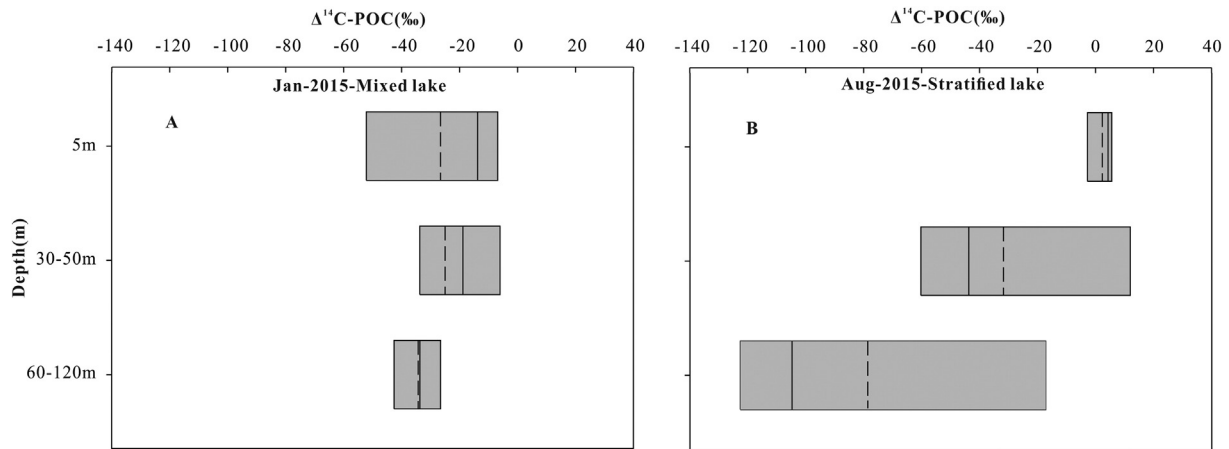 Δ¹⁴C-POC(‰)
-140 -120 -100 -80 -60 -40 -20 0 20 40
Jan-2015-Mixed lake
A
Depth(m)
5m
30-50m
60-120m
Δ¹⁴C-POC(‰)
-140 -120 -100 -80 -60 -40 -20 0 20 40
Aug-2015-Stratified lake
B